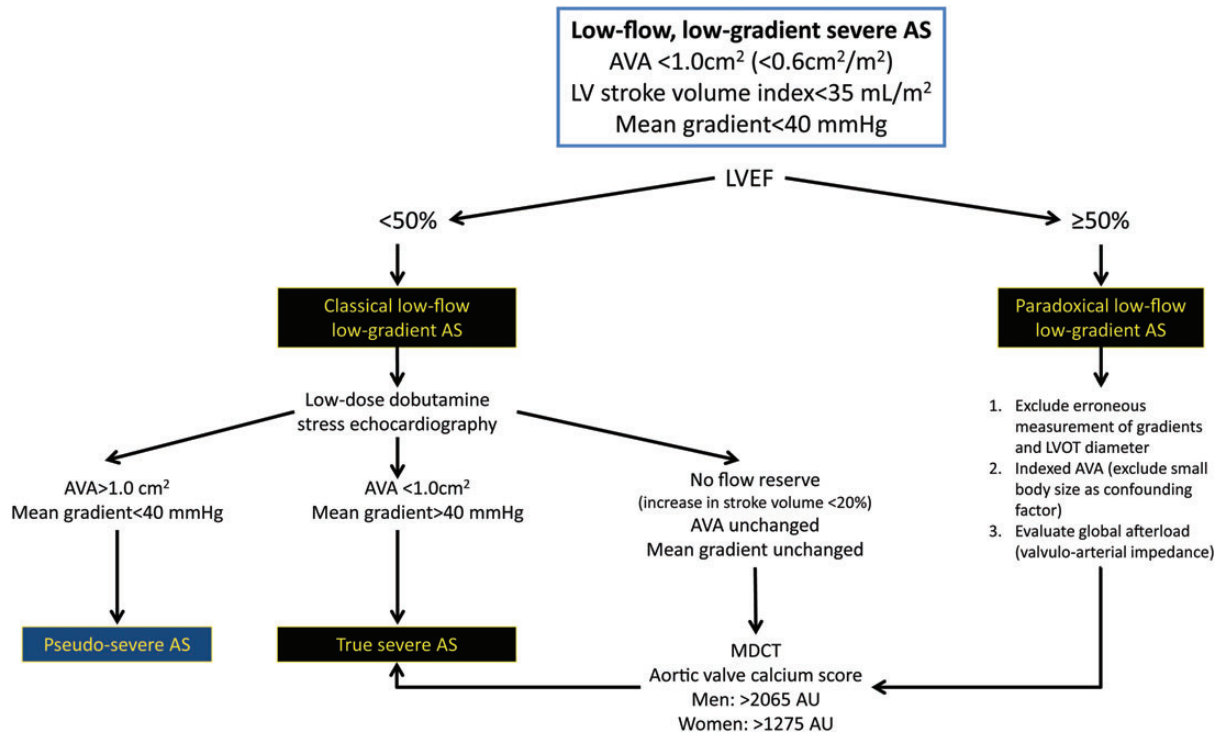 Low-flow, low-gradient severe AS
AVA <1.0cm² (<0.6cm²/m²)
LV stroke volume index<35 mL/m²
Mean gradient<40 mmHg
LVEF
<50%
≥50%
Classical low-flow
low-gradient AS
Paradoxical low-flow
low-gradient AS
Low-dose dobutamine
stress echocardiography
1. Exclude erroneous
measurement of gradients
and LVOT diameter
2. Indexed AVA (exclude small
body size as confounding
factor)
3. Evaluate global afterload
(valvulo-arterial impedance)
AVA>1.0 cm²
Mean gradient<40 mmHg
AVA <1.0cm²
Mean gradient>40 mmHg
No flow reserve
(increase in stroke volume <20%)
AVA unchanged
Mean gradient unchanged
Pseudo-severe AS
True severe AS
MDCT
Aortic valve calcium score
Men: >2065 AU
Women: >1275 AU